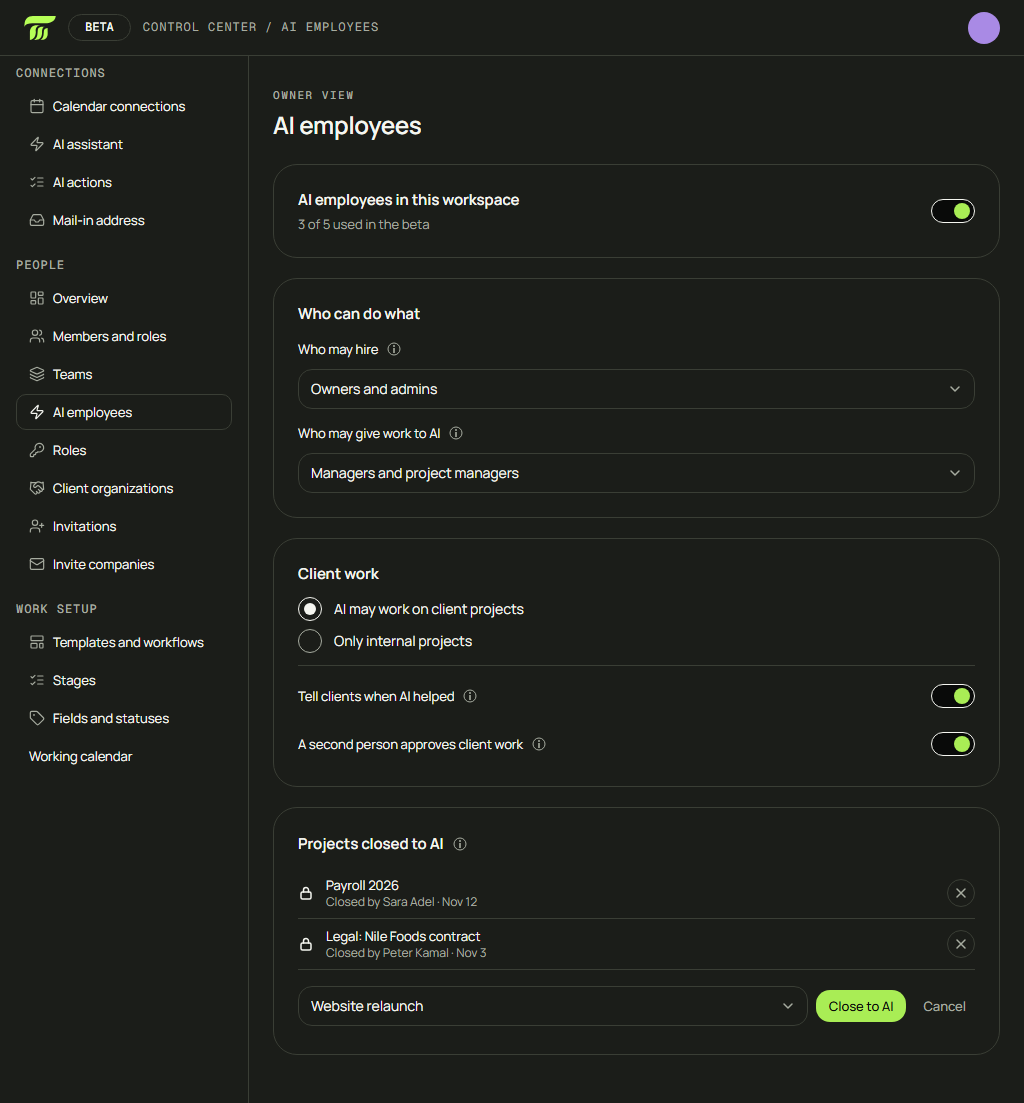 BETA
CONTROL CENTER / AI EMPLOYEES
CONNECTIONS
Calendar connections
AI assistant
AI actions
Mail-in address
PEOPLE
Overview
Members and roles
Teams
AI employees
Roles
Client organizations
Invitations
Invite companies
WORK SETUP
Templates and workflows
Stages
Fields and statuses
Working calendar
OWNER VIEW
AI employees
AI employees in this workspace
3 of 5 used in the beta
Who can do what
Who may hire
Owners and admins
Who may give work to AI
Managers and project managers
Client work
AI may work on client projects
Only internal projects
Tell clients when AI helped
A second person approves client work
Projects closed to AI
Payroll 2026
Closed by Sara Adel · Nov 12
Legal: Nile Foods contract
Closed by Peter Kamal · Nov 3
Website relaunch
Close to AI
Cancel